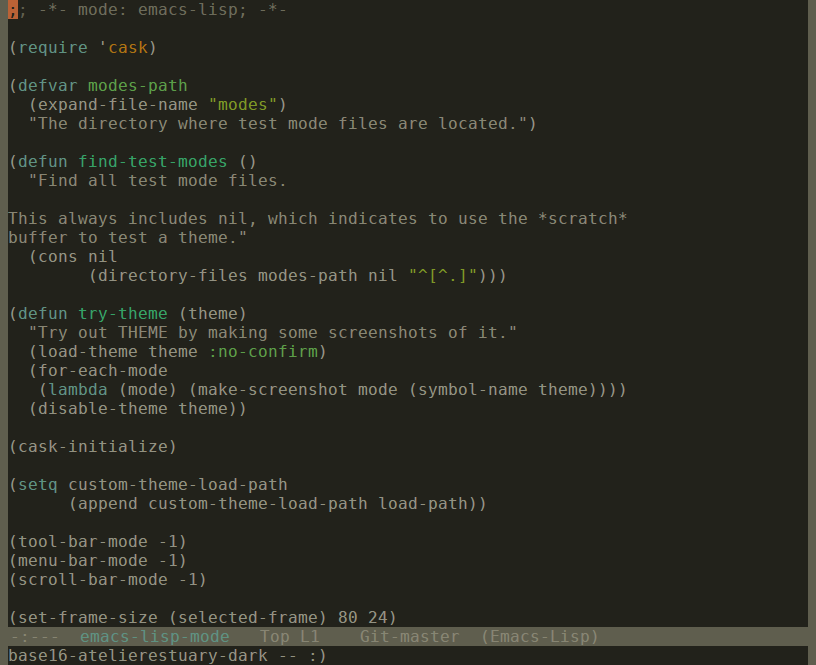 ;; -*- mode: emacs-lisp; -*-

(require 'cask)

(defvar modes-path
  (expand-file-name "modes")
  "The directory where test mode files are located.")

(defun find-test-modes ()
  "Find all test mode files.

This always includes nil, which indicates to use the *scratch*
buffer to test a theme."
  (cons nil
        (directory-files modes-path nil "^[^.]")))

(defun try-theme (theme)
  "Try out THEME by making some screenshots of it."
  (load-theme theme :no-confirm)
  (for-each-mode
   (lambda (mode) (make-screenshot mode (symbol-name theme))))
  (disable-theme theme))

(cask-initialize)

(setq custom-theme-load-path
      (append custom-theme-load-path load-path))

(tool-bar-mode -1)
(menu-bar-mode -1)
(scroll-bar-mode -1)

(set-frame-size (selected-frame) 80 24)
-:---  emacs-lisp-mode   Top L1    Git-master  (Emacs-Lisp)
base16-atelierestuary-dark -- :)